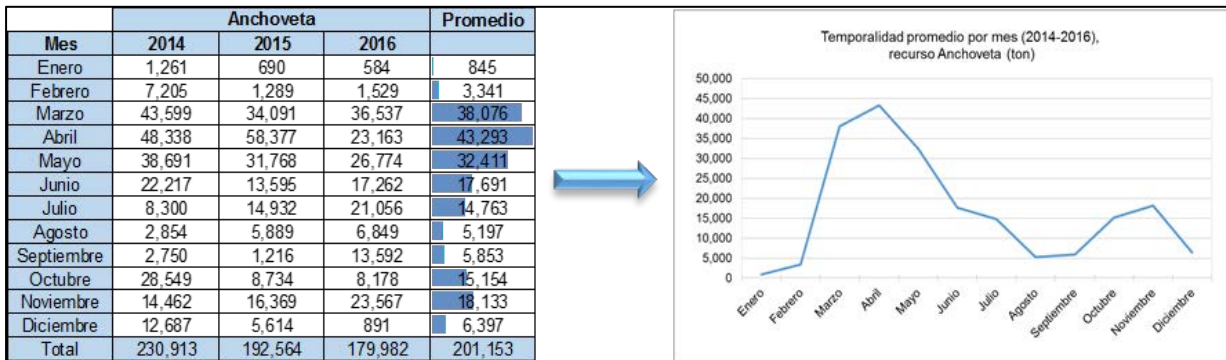 Anchoveta Promedio
Mes 2014 2015 2016
Enero 1,261 690 584 845
Febrero 7,205 1,289 1,529 3,341
Marzo 43,599 34,091 36,537 38,076
Abril 48,338 58,377 23,163 43,293
Mayo 38,691 31,768 26,774 32,411
Junio 22,217 13,595 17,262 17,691
Julio 8,300 14,932 21,056 14,763
Agosto 2,854 5,889 6,849 5,197
Septiembre 2,750 1,216 13,592 5,853
Octubre 28,549 8,734 8,178 15,154
Noviembre 14,462 16,369 23,567 18,133
Diciembre 12,687 5,614 891 6,397
Total 230,913 192,564 179,982 201,153
Temporalidad promedio por mes (2014-2016),
recurso Anchoveta (ton)
50,000
45,000
40,000
35,000
30,000
25,000
20,000
15,000
10,000
5,000
0
Enero
Febrero
Marzo
Abril
Mayo
Junio
Julio
Agosto
Septiembre
Octubre
Noviembre
Diciembre